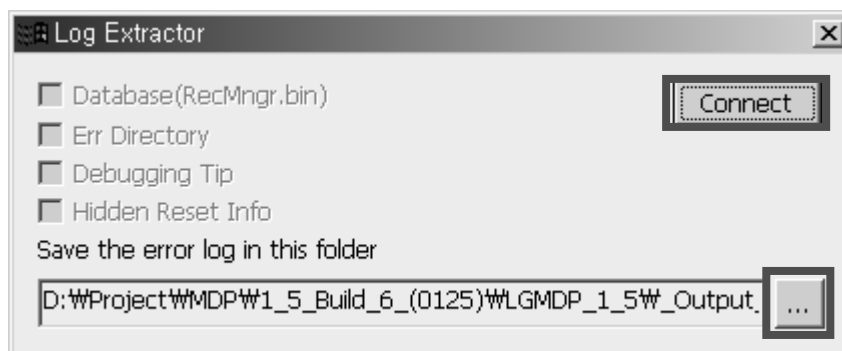 Log Extractor
Database(RecMngr.bin)
Connect
Err Directory
Debugging Tip
Hidden Reset Info
Save the error log in this folder
D:₩Project₩MDP₩1_5_Build_6_(0125)₩LGMDP_1_5₩_Output_
...